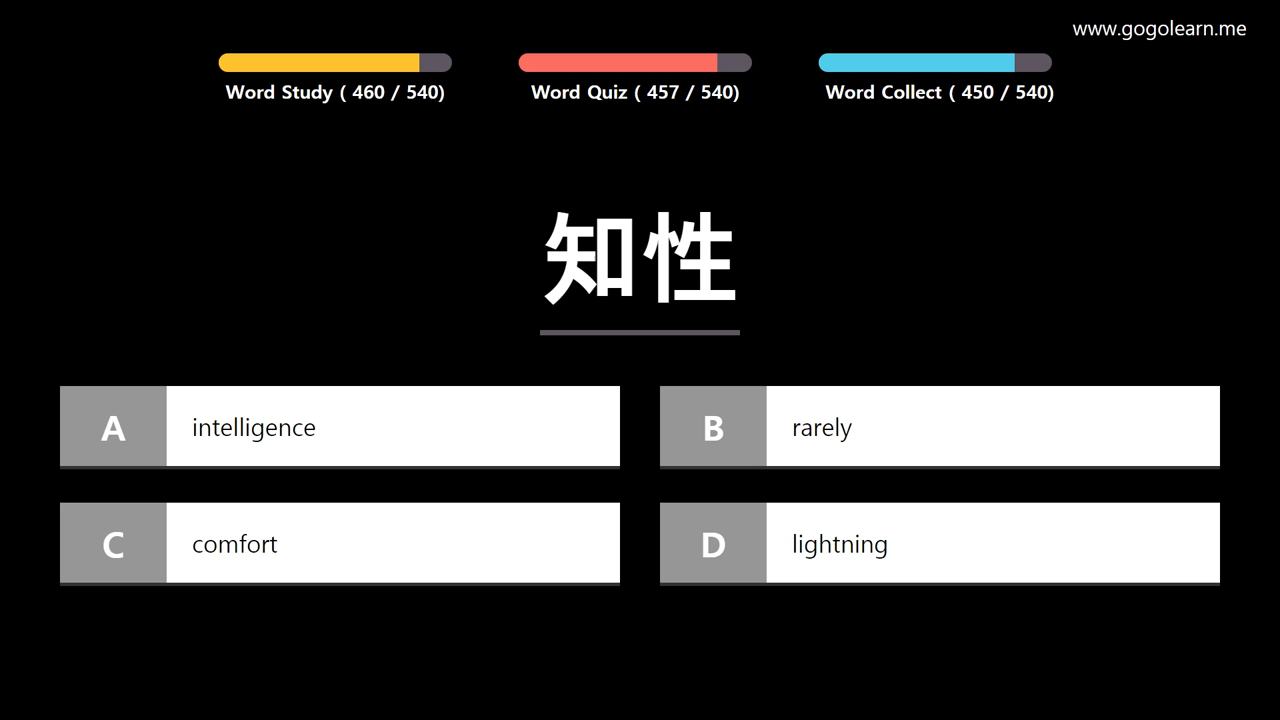 www.gogolearn.me
Word Study ( 460 / 540)
Word Quiz ( 457 / 540)
Word Collect ( 450 / 540)
知性
A intelligence
B rarely
C comfort
D lightning